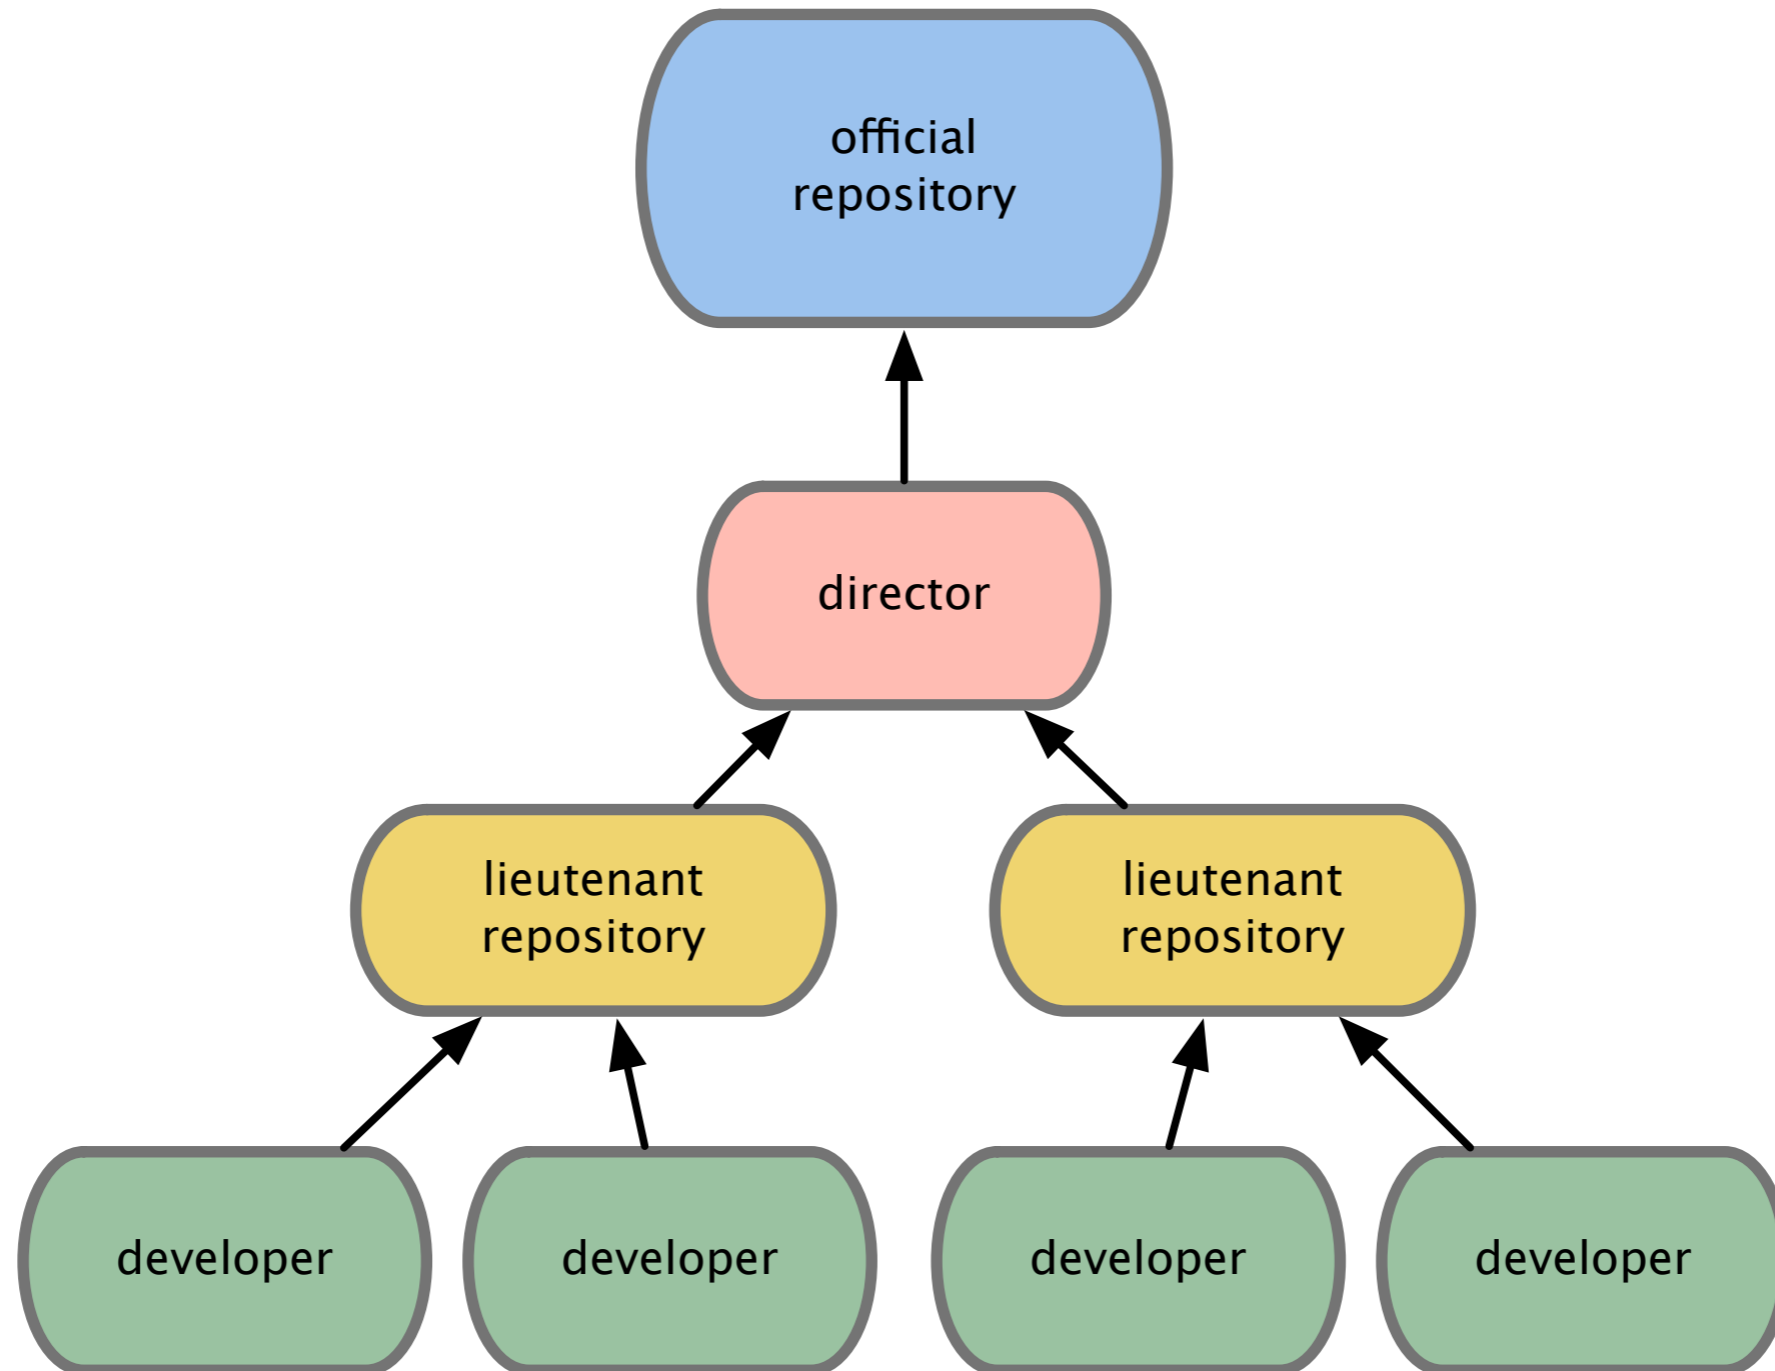 official
repository
director
lieutenant
repository
lieutenant
repository
developer
developer
developer
developer